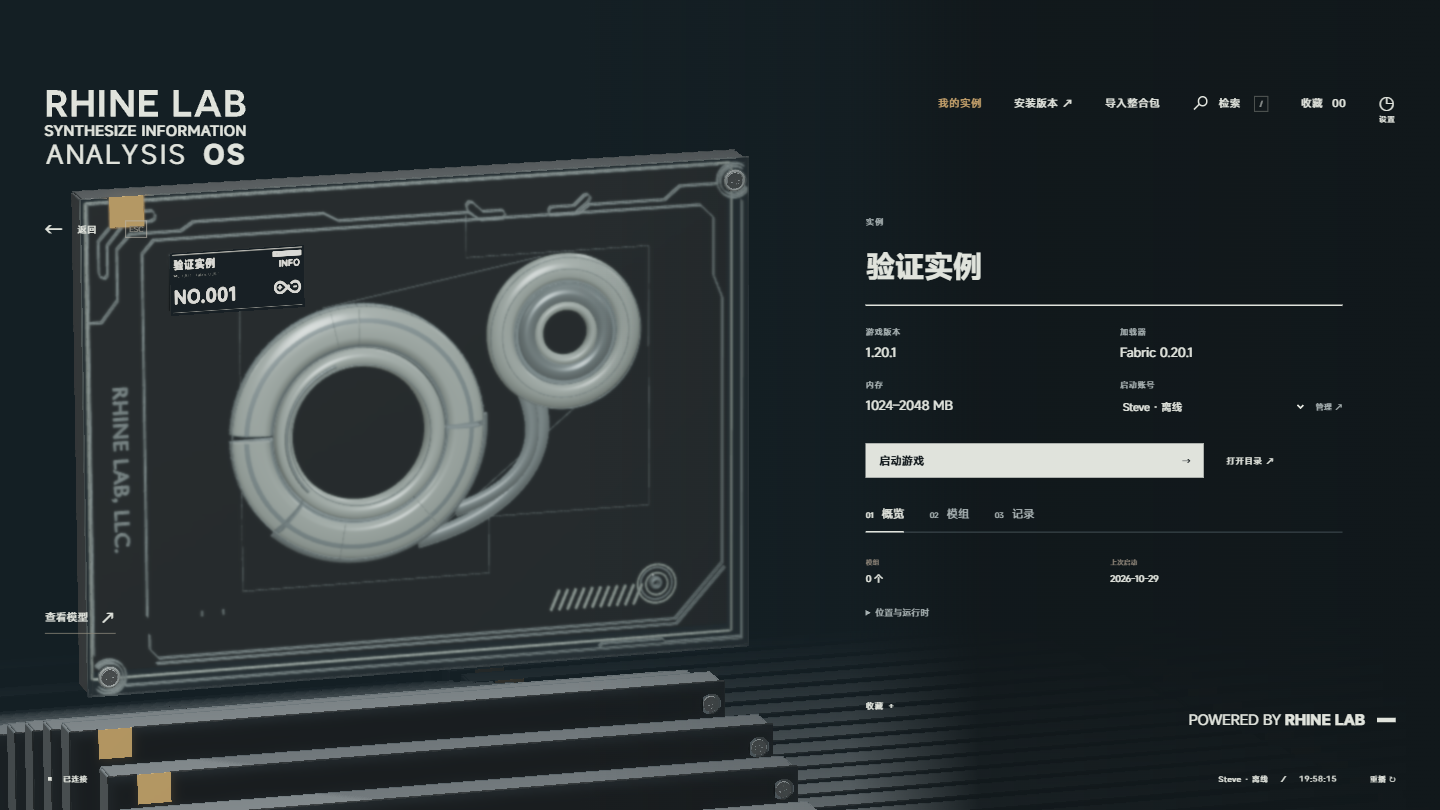 RHINE LAB
SYNTHESIZE INFORMATION
ANALYSIS OS
我的实例
安装版本 ↗
导入整合包
检索 /
收藏 00
设置
← 返回 ESC
验证实例
INFO
NO.001
RHINE LAB, LLC.
查看模型 ↗
实例
验证实例
游戏版本
1.20.1
加载器
Fabric 0.20.1
内存
1024–2048 MB
启动账号
Steve · 离线
管理 ↗
启动游戏 →
打开目录 ↗
01 概览
02 模组
03 记录
模组
0 个
上次启动
2026-10-29
▸ 位置与运行时
收藏 +
POWERED BY RHINE LAB
已连接
Steve · 离线 / 19:58:15
重播 ↻